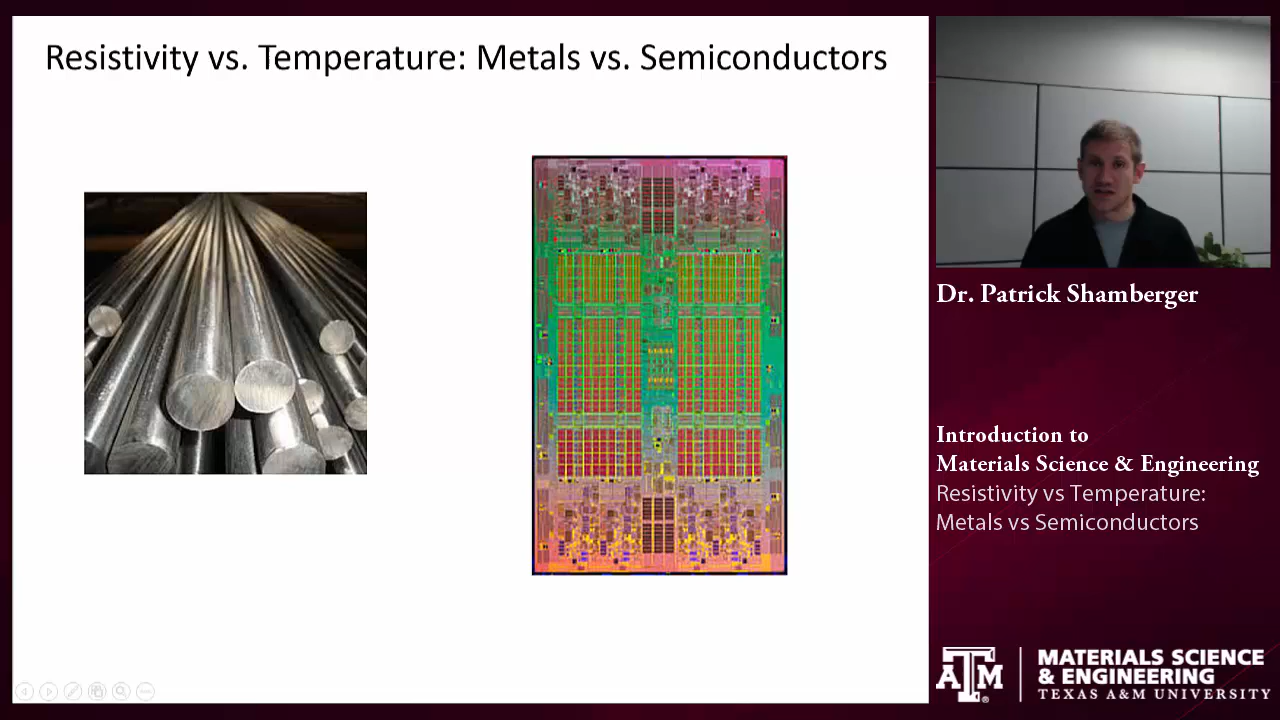 Resistivity vs. Temperature: Metals vs. Semiconductors
Dr. Patrick Shamberger
Introduction to
Materials Science & Engineering
Resistivity vs Temperature:
Metals vs Semiconductors
ATM
MATERIALS SCIENCE
& ENGINEERING
TEXAS A&M UNIVERSITY